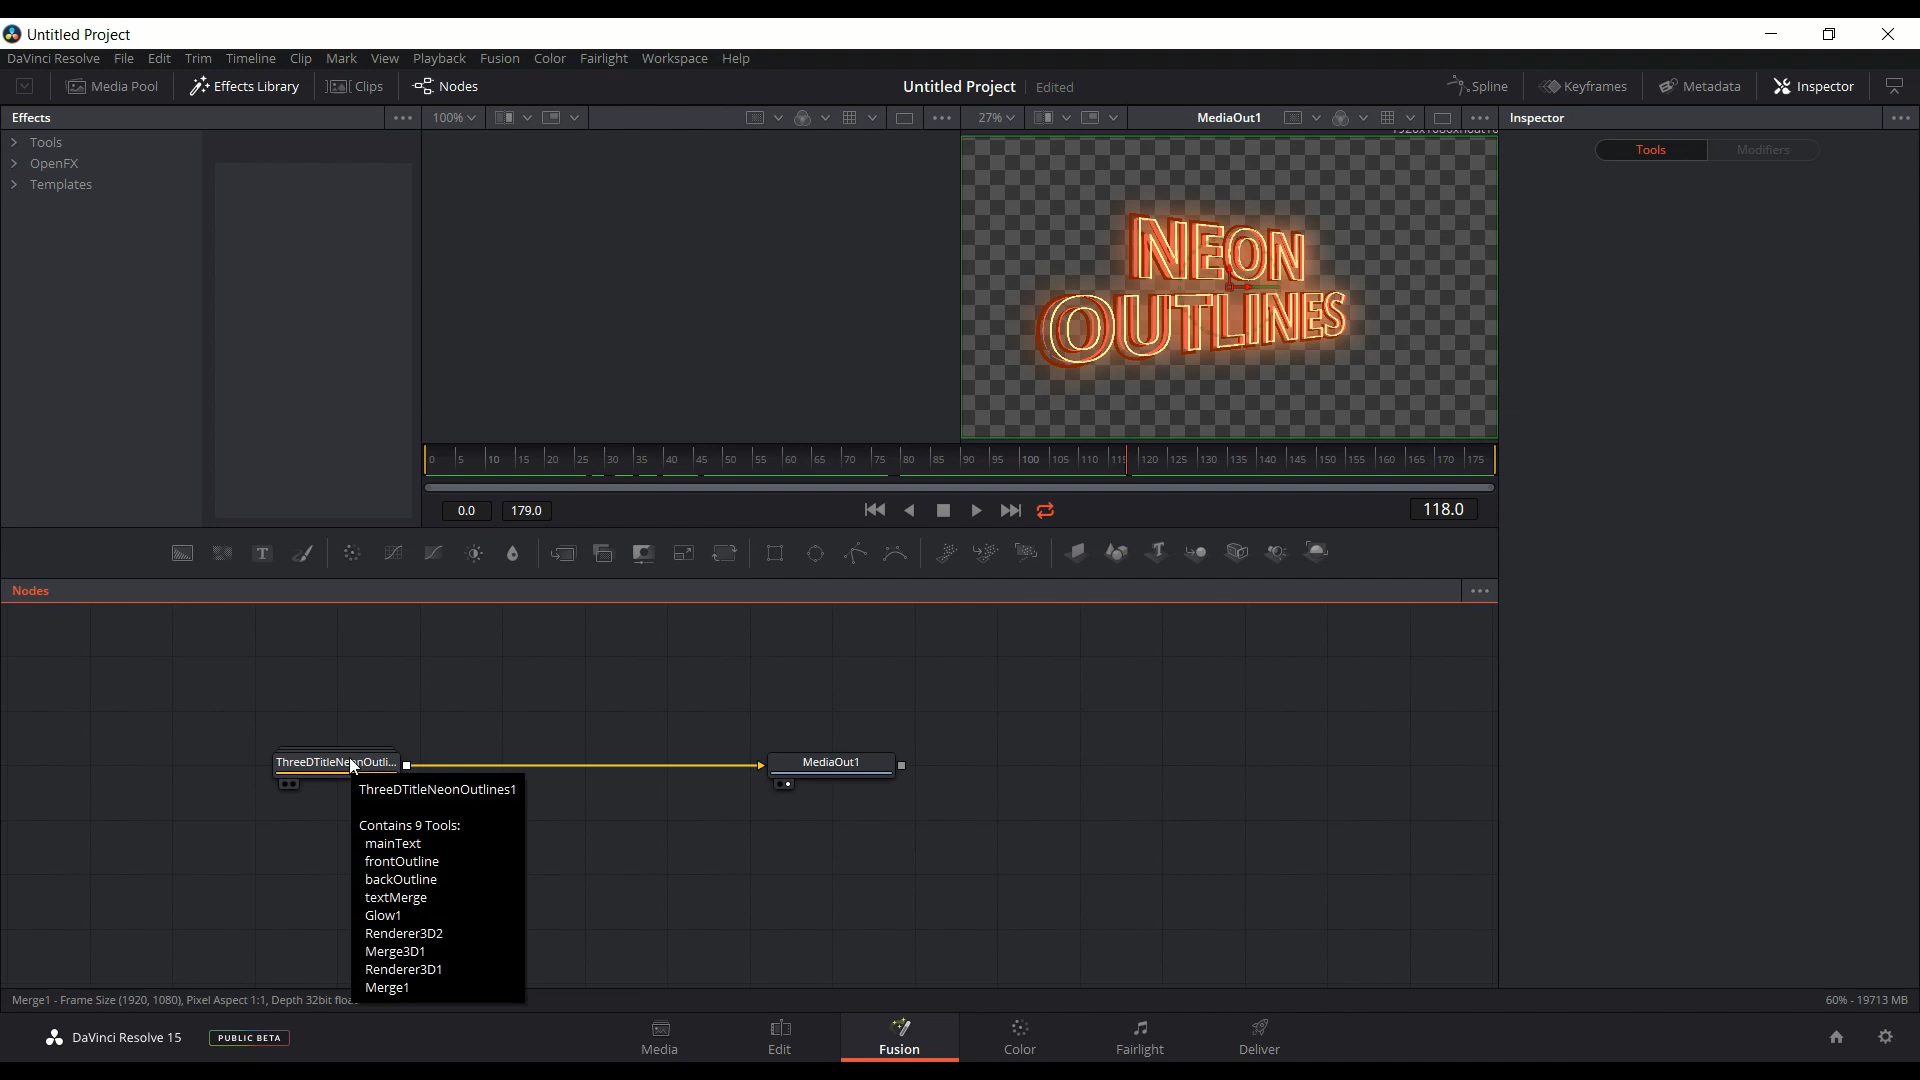 Untitled Project
DaVinci Resolve File Edit Trim Timeline Clip Mark View Playback Fusion Color Fairlight Workspace Help
Media Pool Effects Library Clips Nodes Untitled Project Edited Spline Keyframes Metadata Inspector
Effects 100% 27% MediaOut1 Inspector
Tools
OpenFX
Templates
Tools Modifiers
NEON
OUTLINES
0 5 10 15 20 25 30 35 40 45 50 55 60 65 70 75 80 85 90 95 100 105 110 115 120 125 130 135 140 145 150 155 160 165 170 175
0.0 179.0 118.0
Nodes
ThreeDTitleNeonOutli... MediaOut1
ThreeDTitleNeonOutlines1
Contains 9 Tools:
mainText
frontOutline
backOutline
textMerge
Glow1
Renderer3D2
Merge3D1
Renderer3D1
Merge1
Merge1 - Frame Size (1920, 1080), Pixel Aspect 1:1, Depth 32bit 60% - 19713 MB
DaVinci Resolve 15 PUBLIC BETA Media Edit Fusion Color Fairlight Deliver